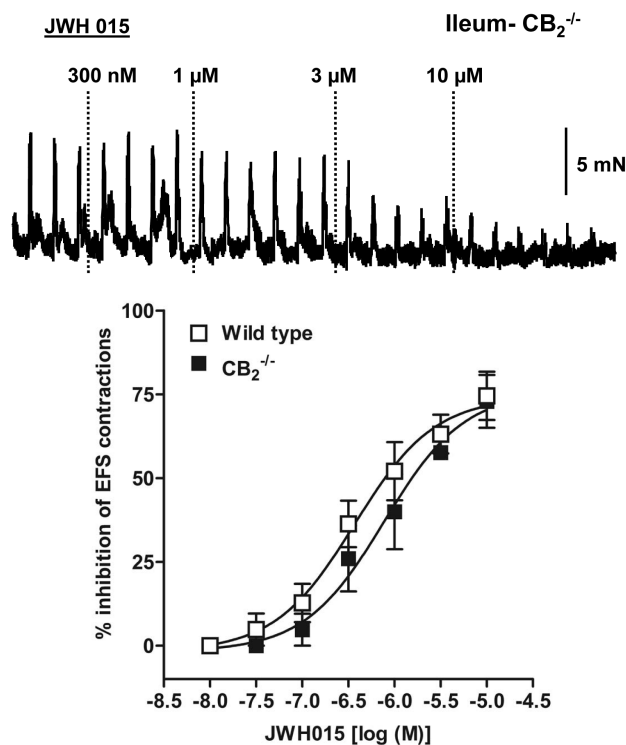 JWH 015
Ileum- CB₂⁻/⁻
300 nM 1 µM 3 µM 10 µM
5 mN
100
75
50
25
0
% inhibition of EFS contractions
Wild type
CB₂⁻/⁻
-8.5 -8.0 -7.5 -7.0 -6.5 -6.0 -5.5 -5.0 -4.5
JWH015 [log (M)]